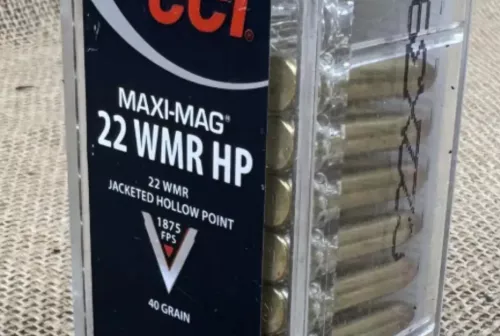 CCI
MAXI-MAG®
22 WMR HP
22 WMR
JACKETED HOLLOW POINT
1875
FPS
40 GRAIN